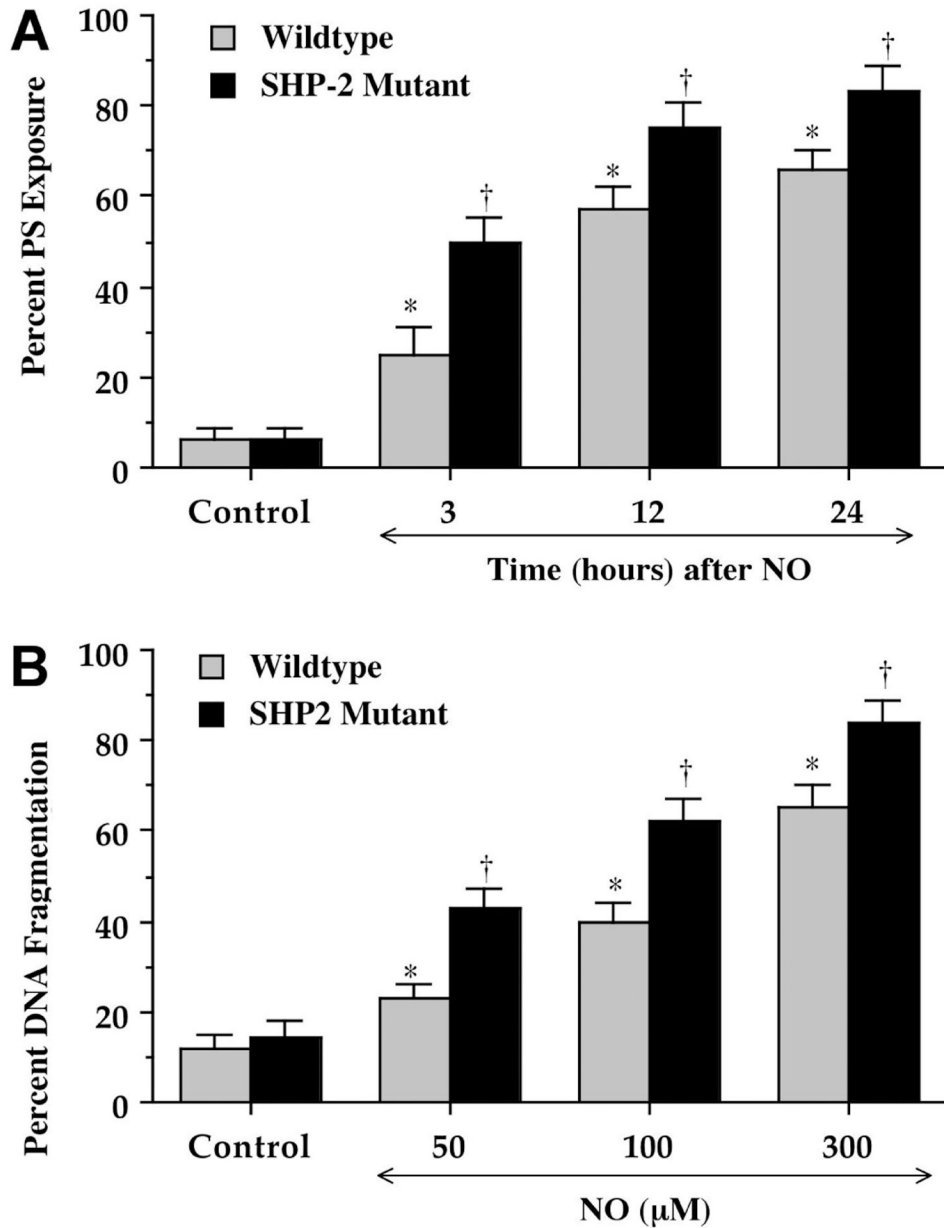 A
Percent PS Exposure
100
80
60
40
20
0
Wildtype
SHP-2 Mutant
* † * † * †
Control 3 12 24
Time (hours) after NO
B
Percent DNA Fragmentation
100
80
60
40
20
0
Wildtype
SHP2 Mutant
* † * † * †
Control 50 100 300
NO (μM)